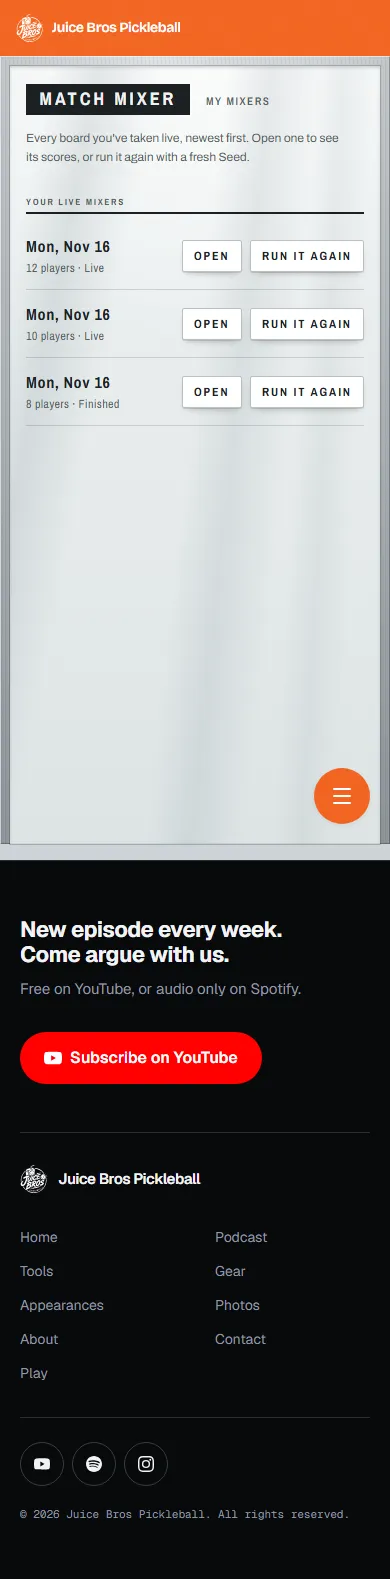 JUICE BROS
Juice Bros Pickleball
MATCH MIXER MY MIXERS
Every board you've taken live, newest first. Open one to see
its scores, or run it again with a fresh Seed.
YOUR LIVE MIXERS
Mon, Nov 16
12 players · Live
OPEN RUN IT AGAIN
Mon, Nov 16
10 players · Live
OPEN RUN IT AGAIN
Mon, Nov 16
8 players · Finished
OPEN RUN IT AGAIN
New episode every week.
Come argue with us.
Free on YouTube, or audio only on Spotify.
Subscribe on YouTube
JUICE BROS
Juice Bros Pickleball
Home Podcast
Tools Gear
Appearances Photos
About Contact
Play
© 2026 Juice Bros Pickleball. All rights reserved.